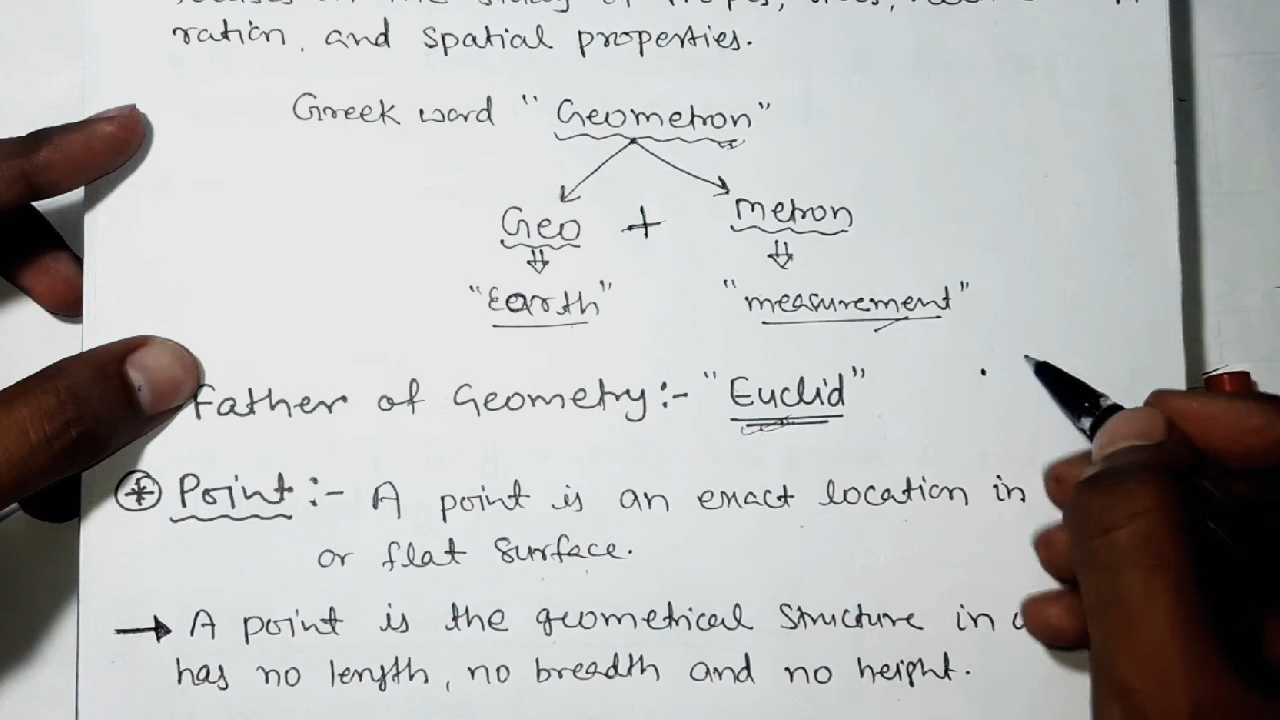 ration, and spatial properties.
Greek word "Geometron"
Geo + Metron
"Earth" "measurement"
Father of Geometry:- "Euclid"
* Point:- A point is an exact location in
or flat surface.
→ A point is the geometrical structure in
has no length, no breadth and no height.